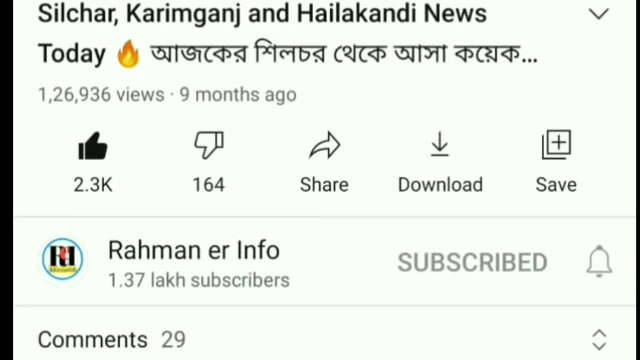 Silchar, Karimganj and Hailakandi News
Today 🔥 আজকের শিলচর থেকে আসা কয়েক...
1,26,936 views · 9 months ago
2.3K 164 Share Download Save
Rahman er Info
SUBSCRIBED
1.37 lakh subscribers
Comments 29